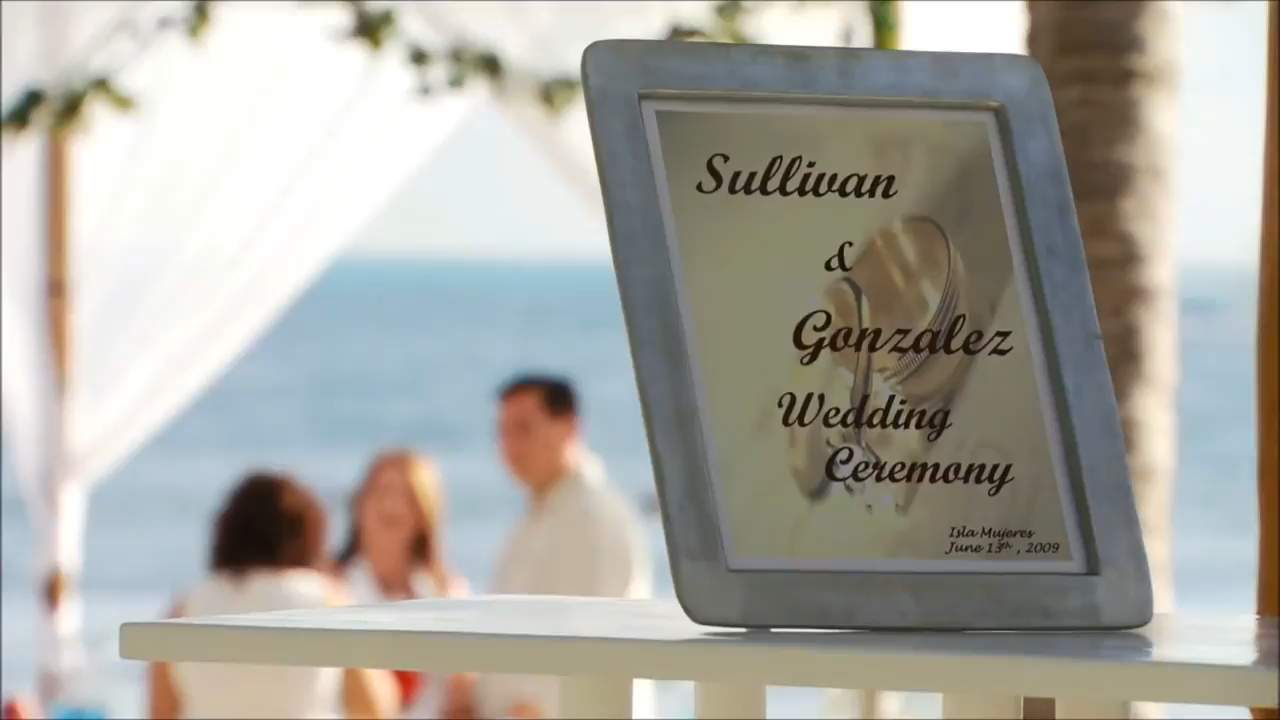 Sullivan
&
Gonzalez
Wedding
Ceremony
Isla Mujeres
June 13th, 2009